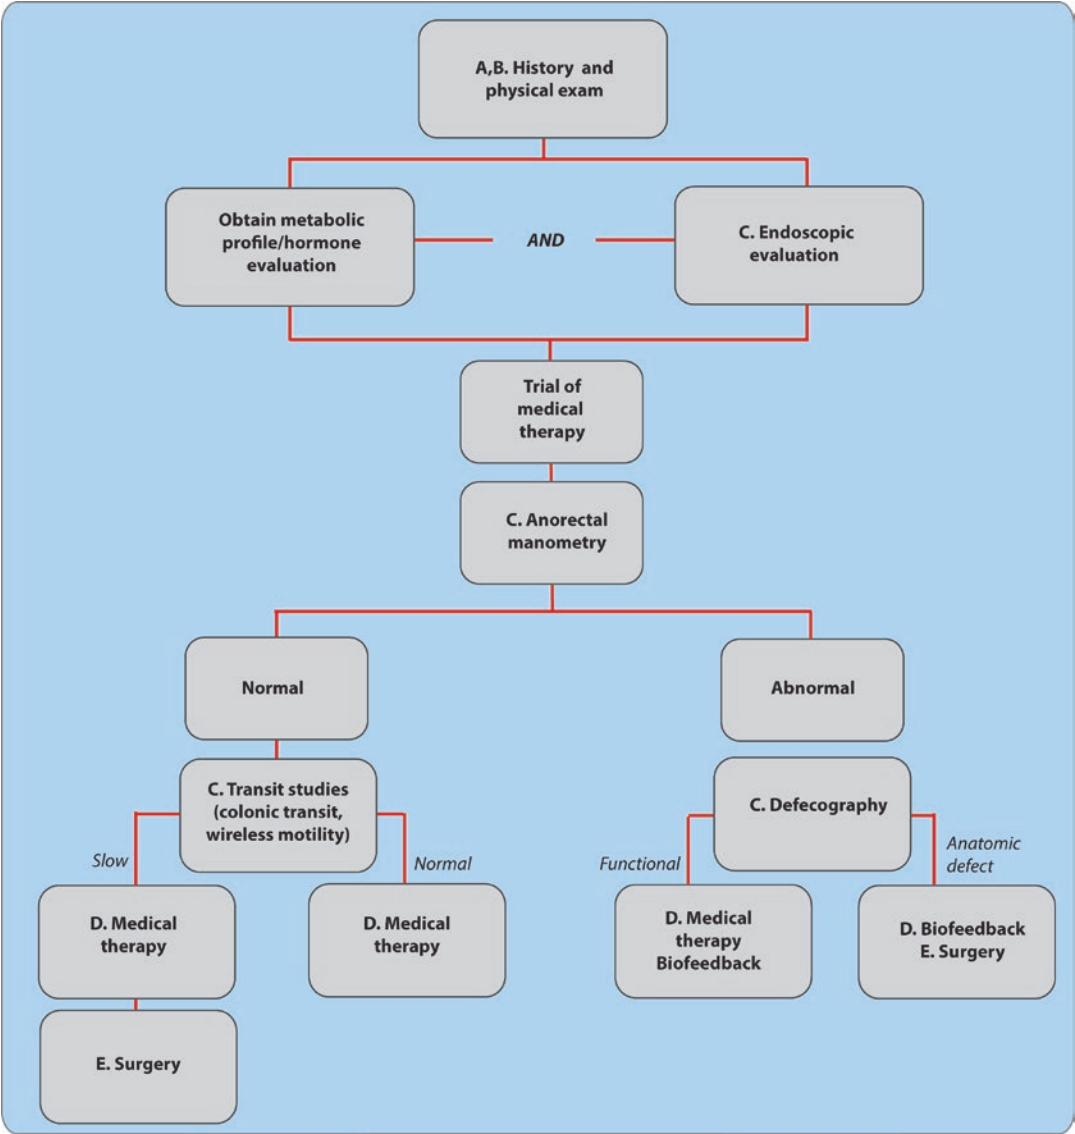 A,B. History and
physical exam
Obtain metabolic
profile/hormone
evaluation
AND
C. Endoscopic
evaluation
Trial of
medical
therapy
C. Anorectal
manometry
Normal
Abnormal
C. Transit studies
(colonic transit,
wireless motility)
C. Defecography
Slow
Normal
Functional
Anatomic
defect
D. Medical
therapy
D. Medical
therapy
D. Medical
therapy
Biofeedback
D. Biofeedback
E. Surgery
E. Surgery